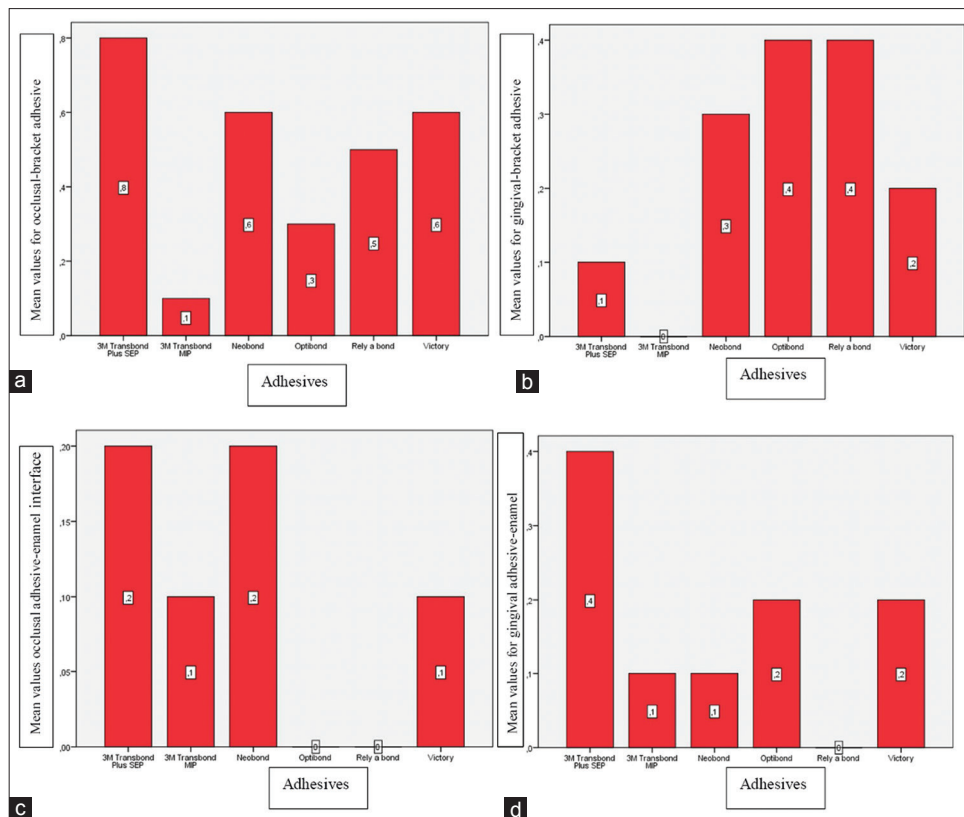 Mean values for occlusal-bracket adhesive
,8
,6
,4
,2
,0
,8
,1
,6
,3
,5
,6
3M Transbond Plus SEP
3M Transbond MIP
Neobond
Optibond
Rely a bond
Victory
Adhesives
a
Mean values for gingival-bracket adhesive
,4
,3
,2
,1
,0
,1
0
,3
,4
,4
,2
3M Transbond Plus SEP
3M Transbond MIP
Neobond
Optibond
Rely a bond
Victory
Adhesives
b
Mean values occlusal adhesive-enamel interface
,20
,15
,10
,05
,00
,2
,1
,2
0
0
,1
3M Transbond Plus SEP
3M Transbond MIP
Neobond
Optibond
Rely a bond
Victory
Adhesives
c
Mean values for gingival adhesive-enamel
,4
,3
,2
,1
,0
,4
,1
,1
,2
0
,2
3M Transbond Plus SEP
3M Transbond MIP
Neobond
Optibond
Rely a bond
Victory
Adhesives
d